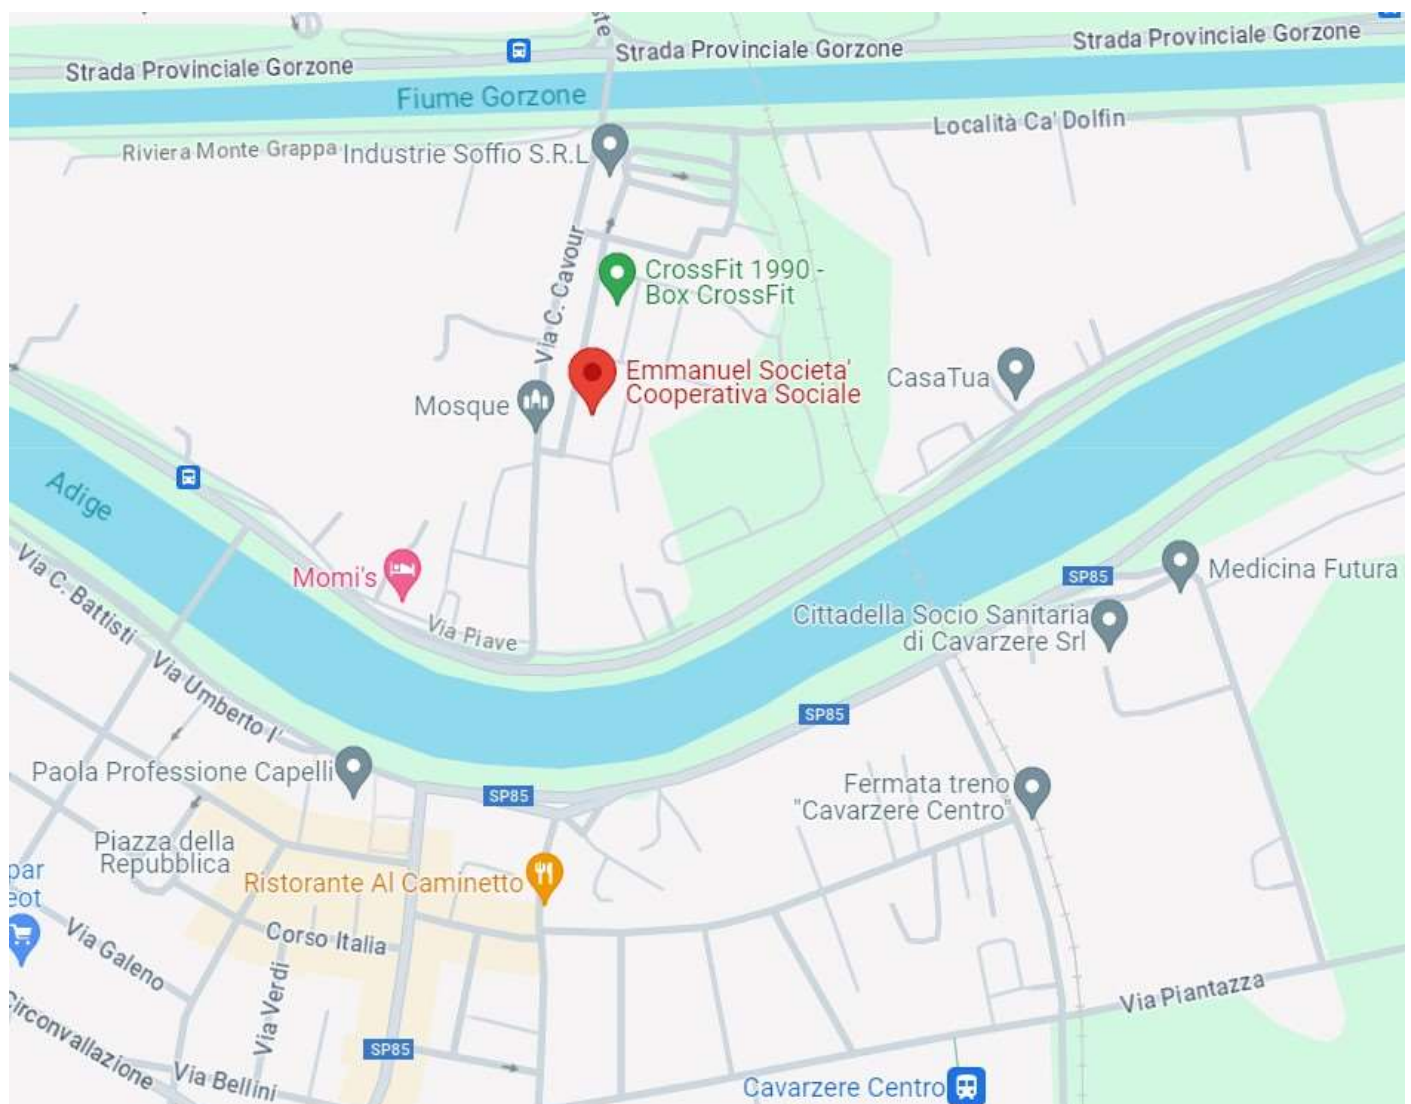 Strada Provinciale Gorzone
Strada Provinciale Gorzone
Strada Provinciale Gorzone
Fiume Gorzone
Località Ca' Dolfin
Riviera Monte Grappa
Industrie Soffio S.R.L
Via C. Cavour
CrossFit 1990 -
Box CrossFit
Emmanuel Societa'
Cooperativa Sociale
CasaTua
Mosque
Adige
Momi's
Via Piave
Via C. Battisti
SP85
Medicina Futura
Cittadella Socio Sanitaria
di Cavarzere Srl
Via Umberto I'
SP85
Paola Professione Capelli
SP85
Fermata treno
"Cavarzere Centro"
Piazza della
Repubblica
Ristorante Al Caminetto
Via Galeno
Corso Italia
Via Verdi
Via Piantazza
Circonvallazione
SP85
Via Bellini
Cavarzere Centro